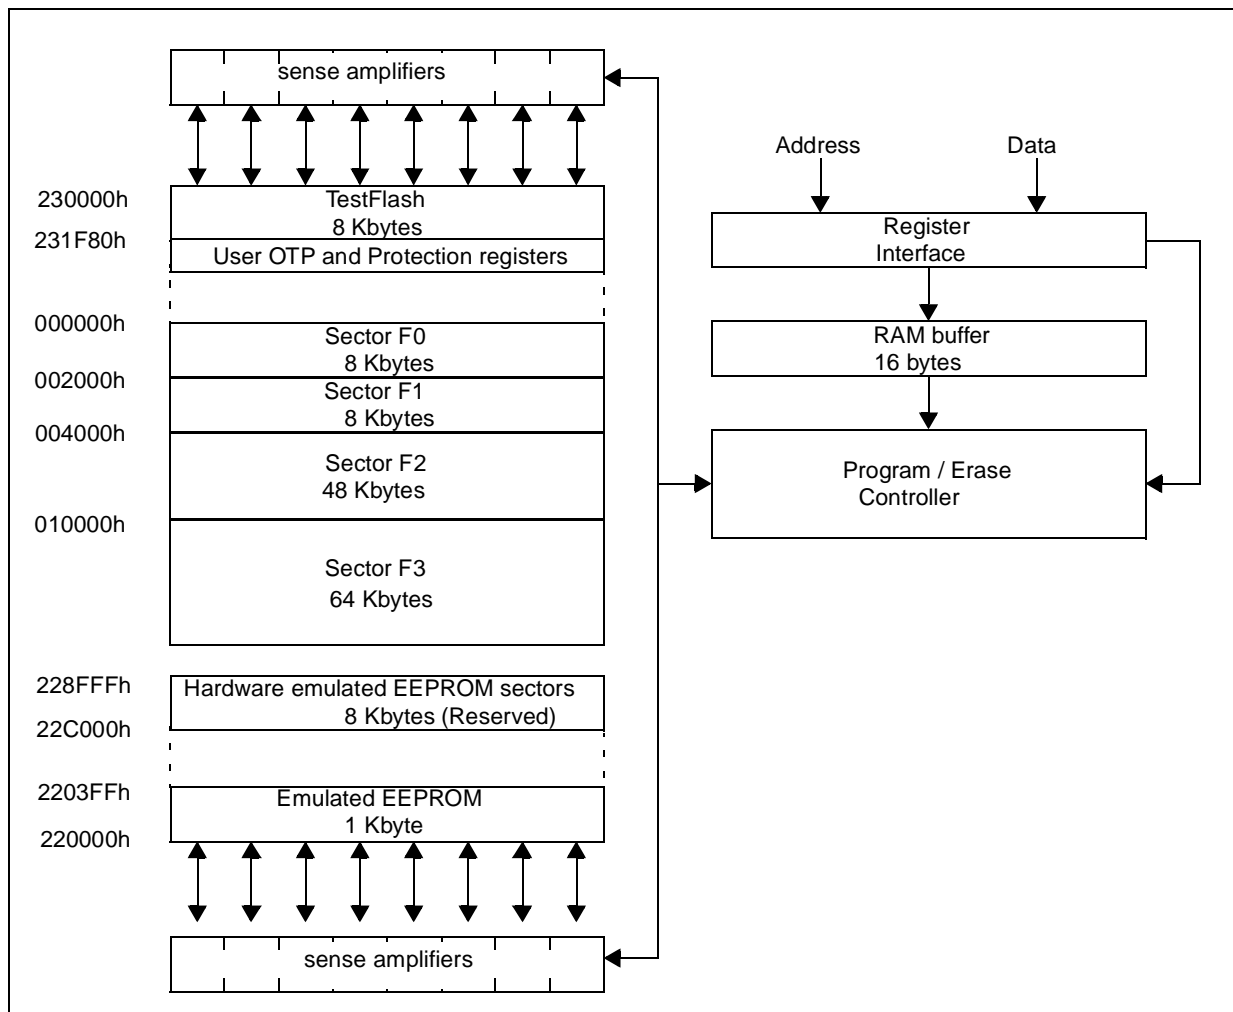 sense amplifiers
Address
Data
230000h
TestFlash
8 Kbytes
231F80h
User OTP and Protection registers
Register
Interface
000000h
Sector F0
8 Kbytes
RAM buffer
16 bytes
002000h
Sector F1
8 Kbytes
004000h
Sector F2
48 Kbytes
Program / Erase
Controller
010000h
Sector F3
64 Kbytes
228FFFh
Hardware emulated EEPROM sectors
8 Kbytes (Reserved)
22C000h
2203FFh
Emulated EEPROM
1 Kbyte
220000h
sense amplifiers